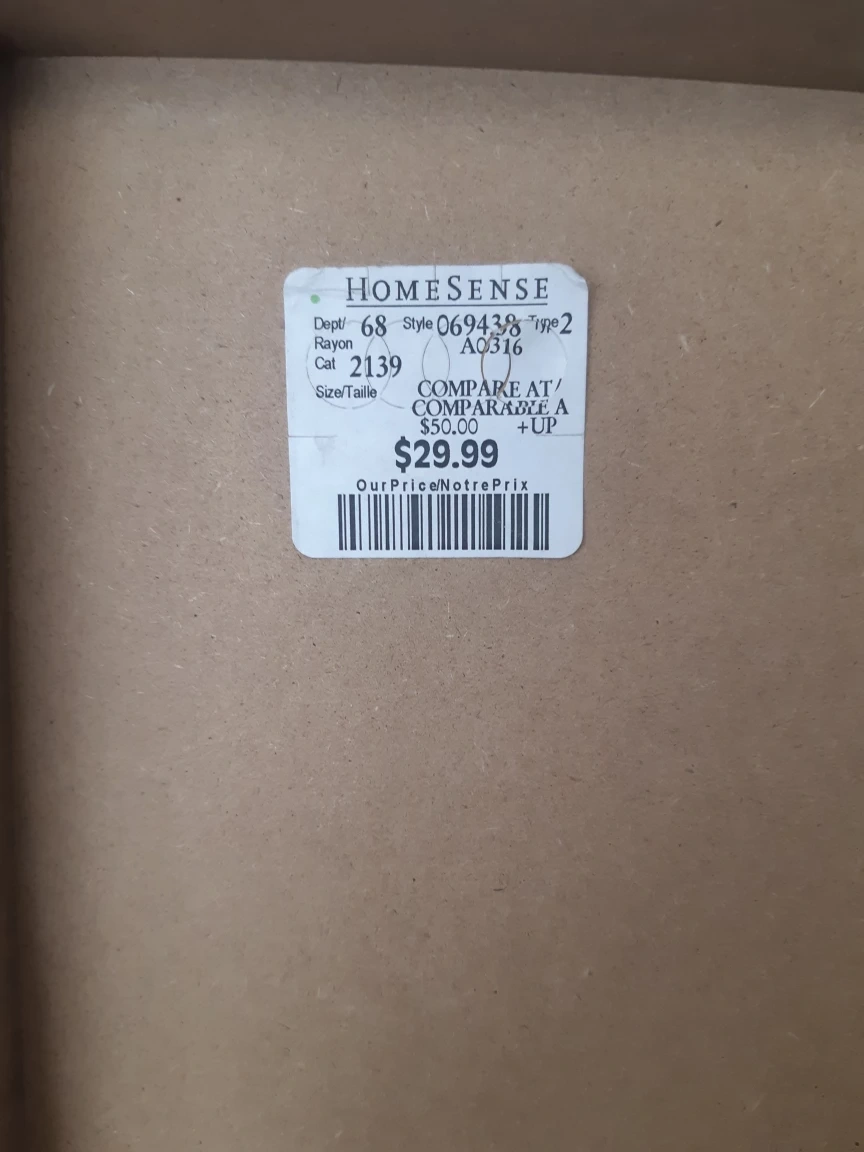 HOMESENSE
Dept/ 68 Style 069438 Type 2
Rayon A0316
Cat 2139
Size/Taille COMPARE AT/
COMPARABLE A
$50.00 +UP
$29.99
OurPrice/NotrePrix